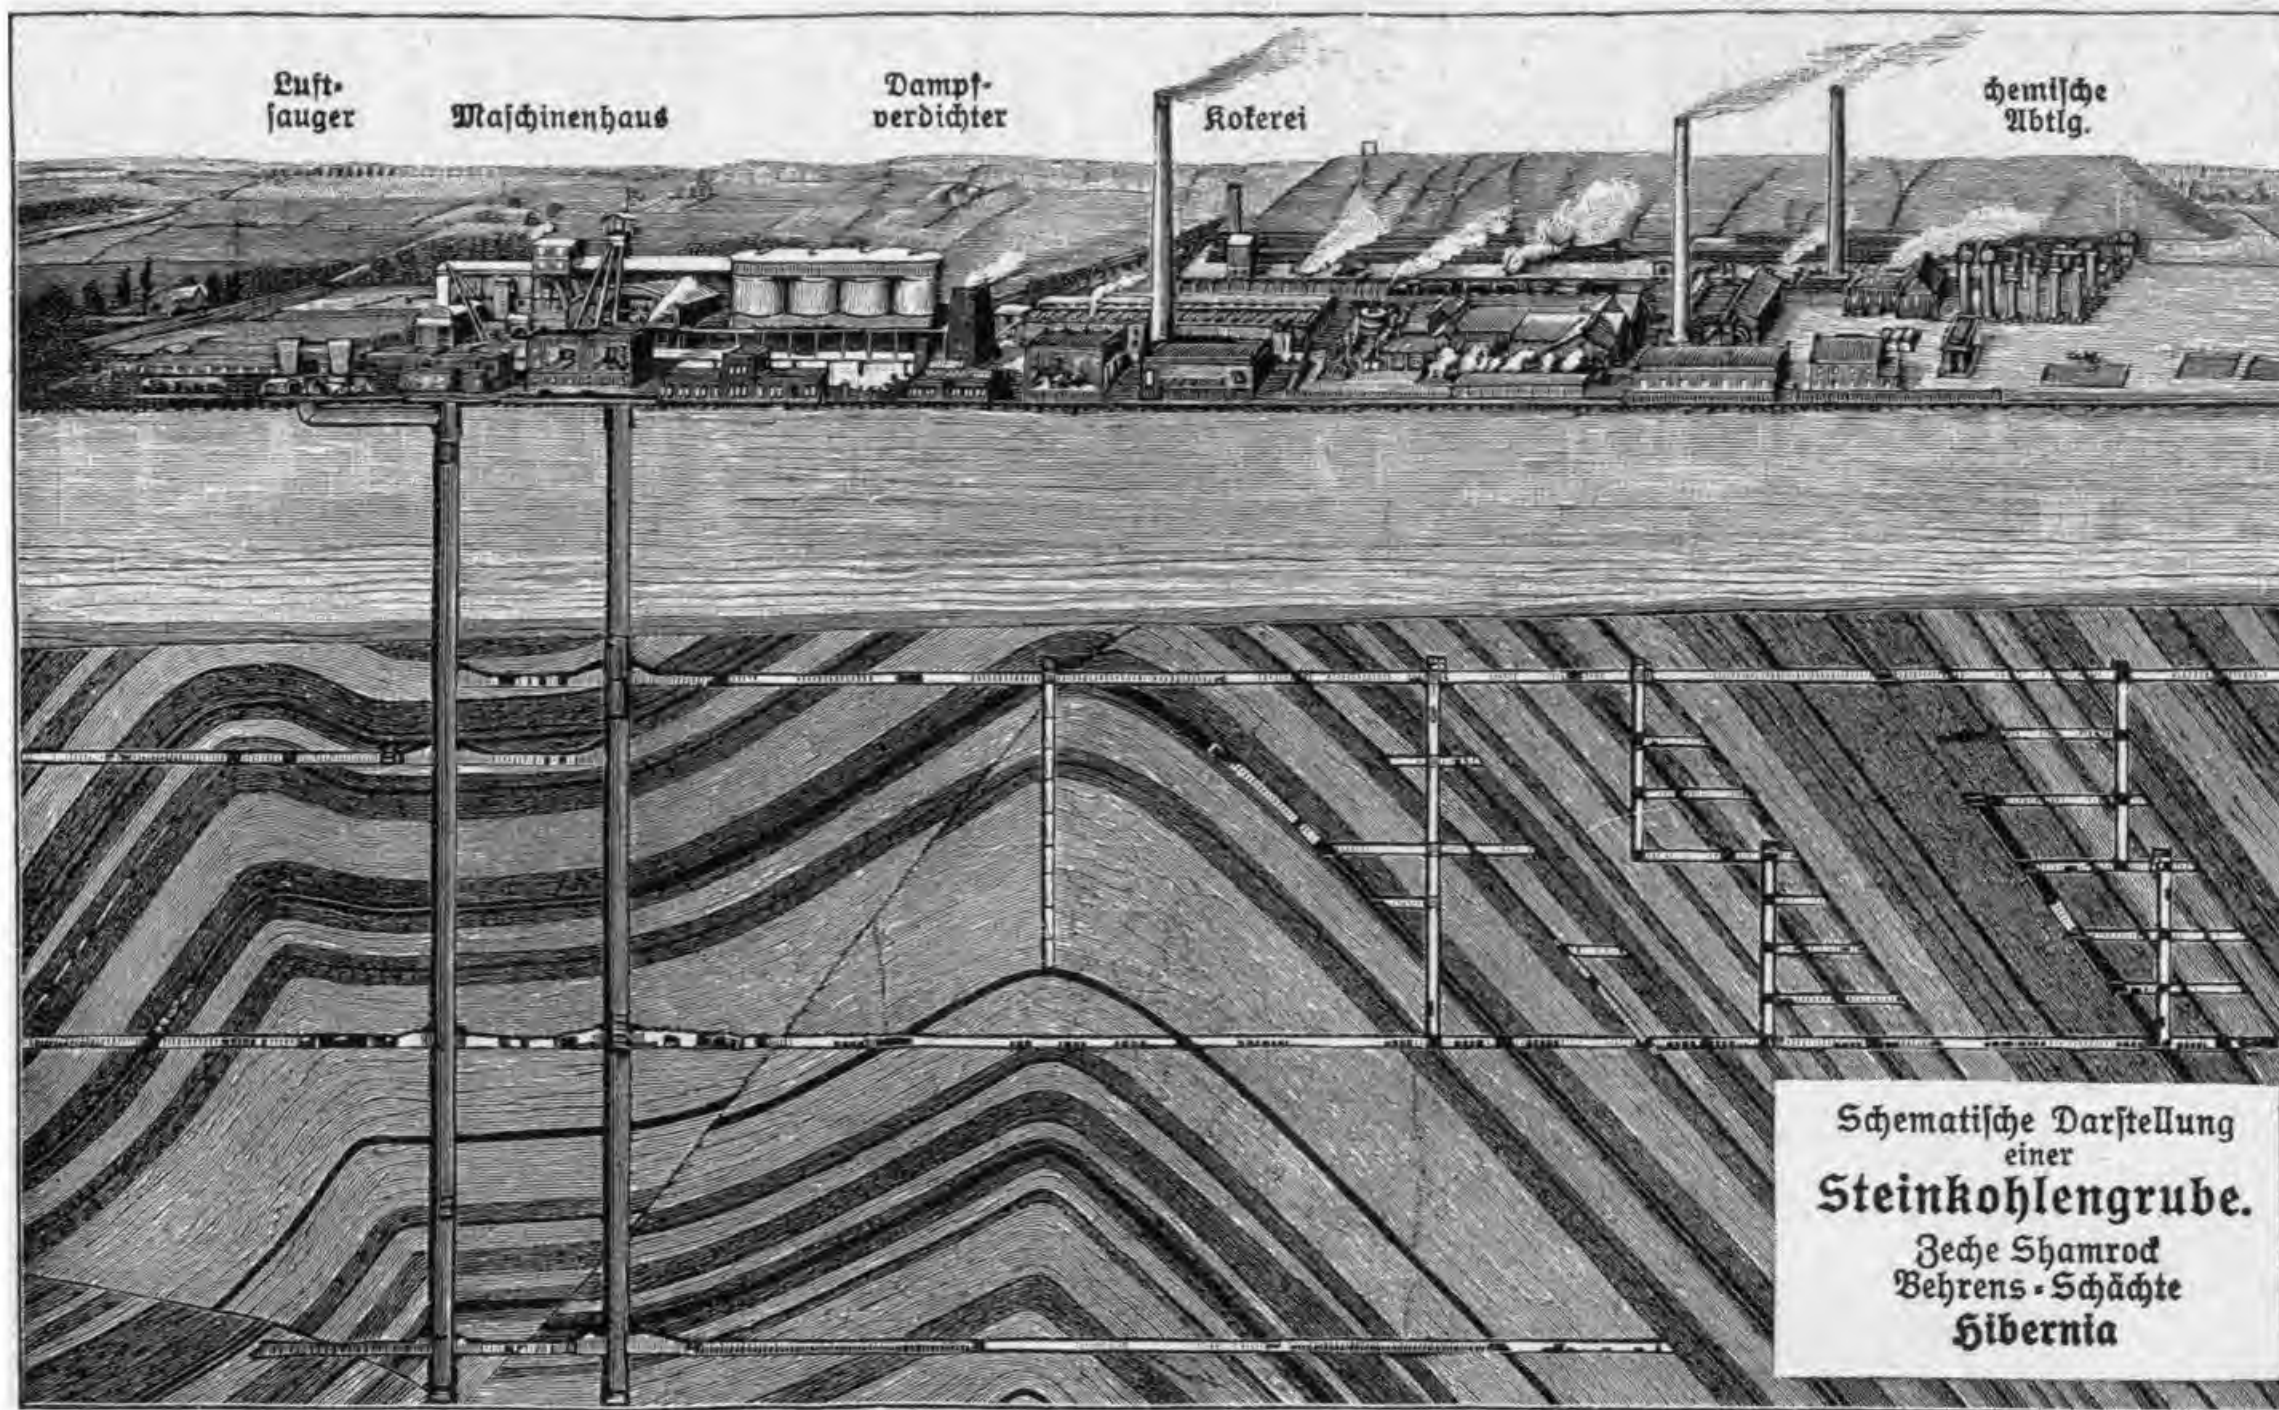 Luft-
sauger
Maschinenhaus
Dampf-
verdichter
Kokerei
chemische
Abtlg.
Schematische Darstellung
einer
Steinkohlengrube.
Zeche Shamrock
Behrens-Schächte
Hibernia